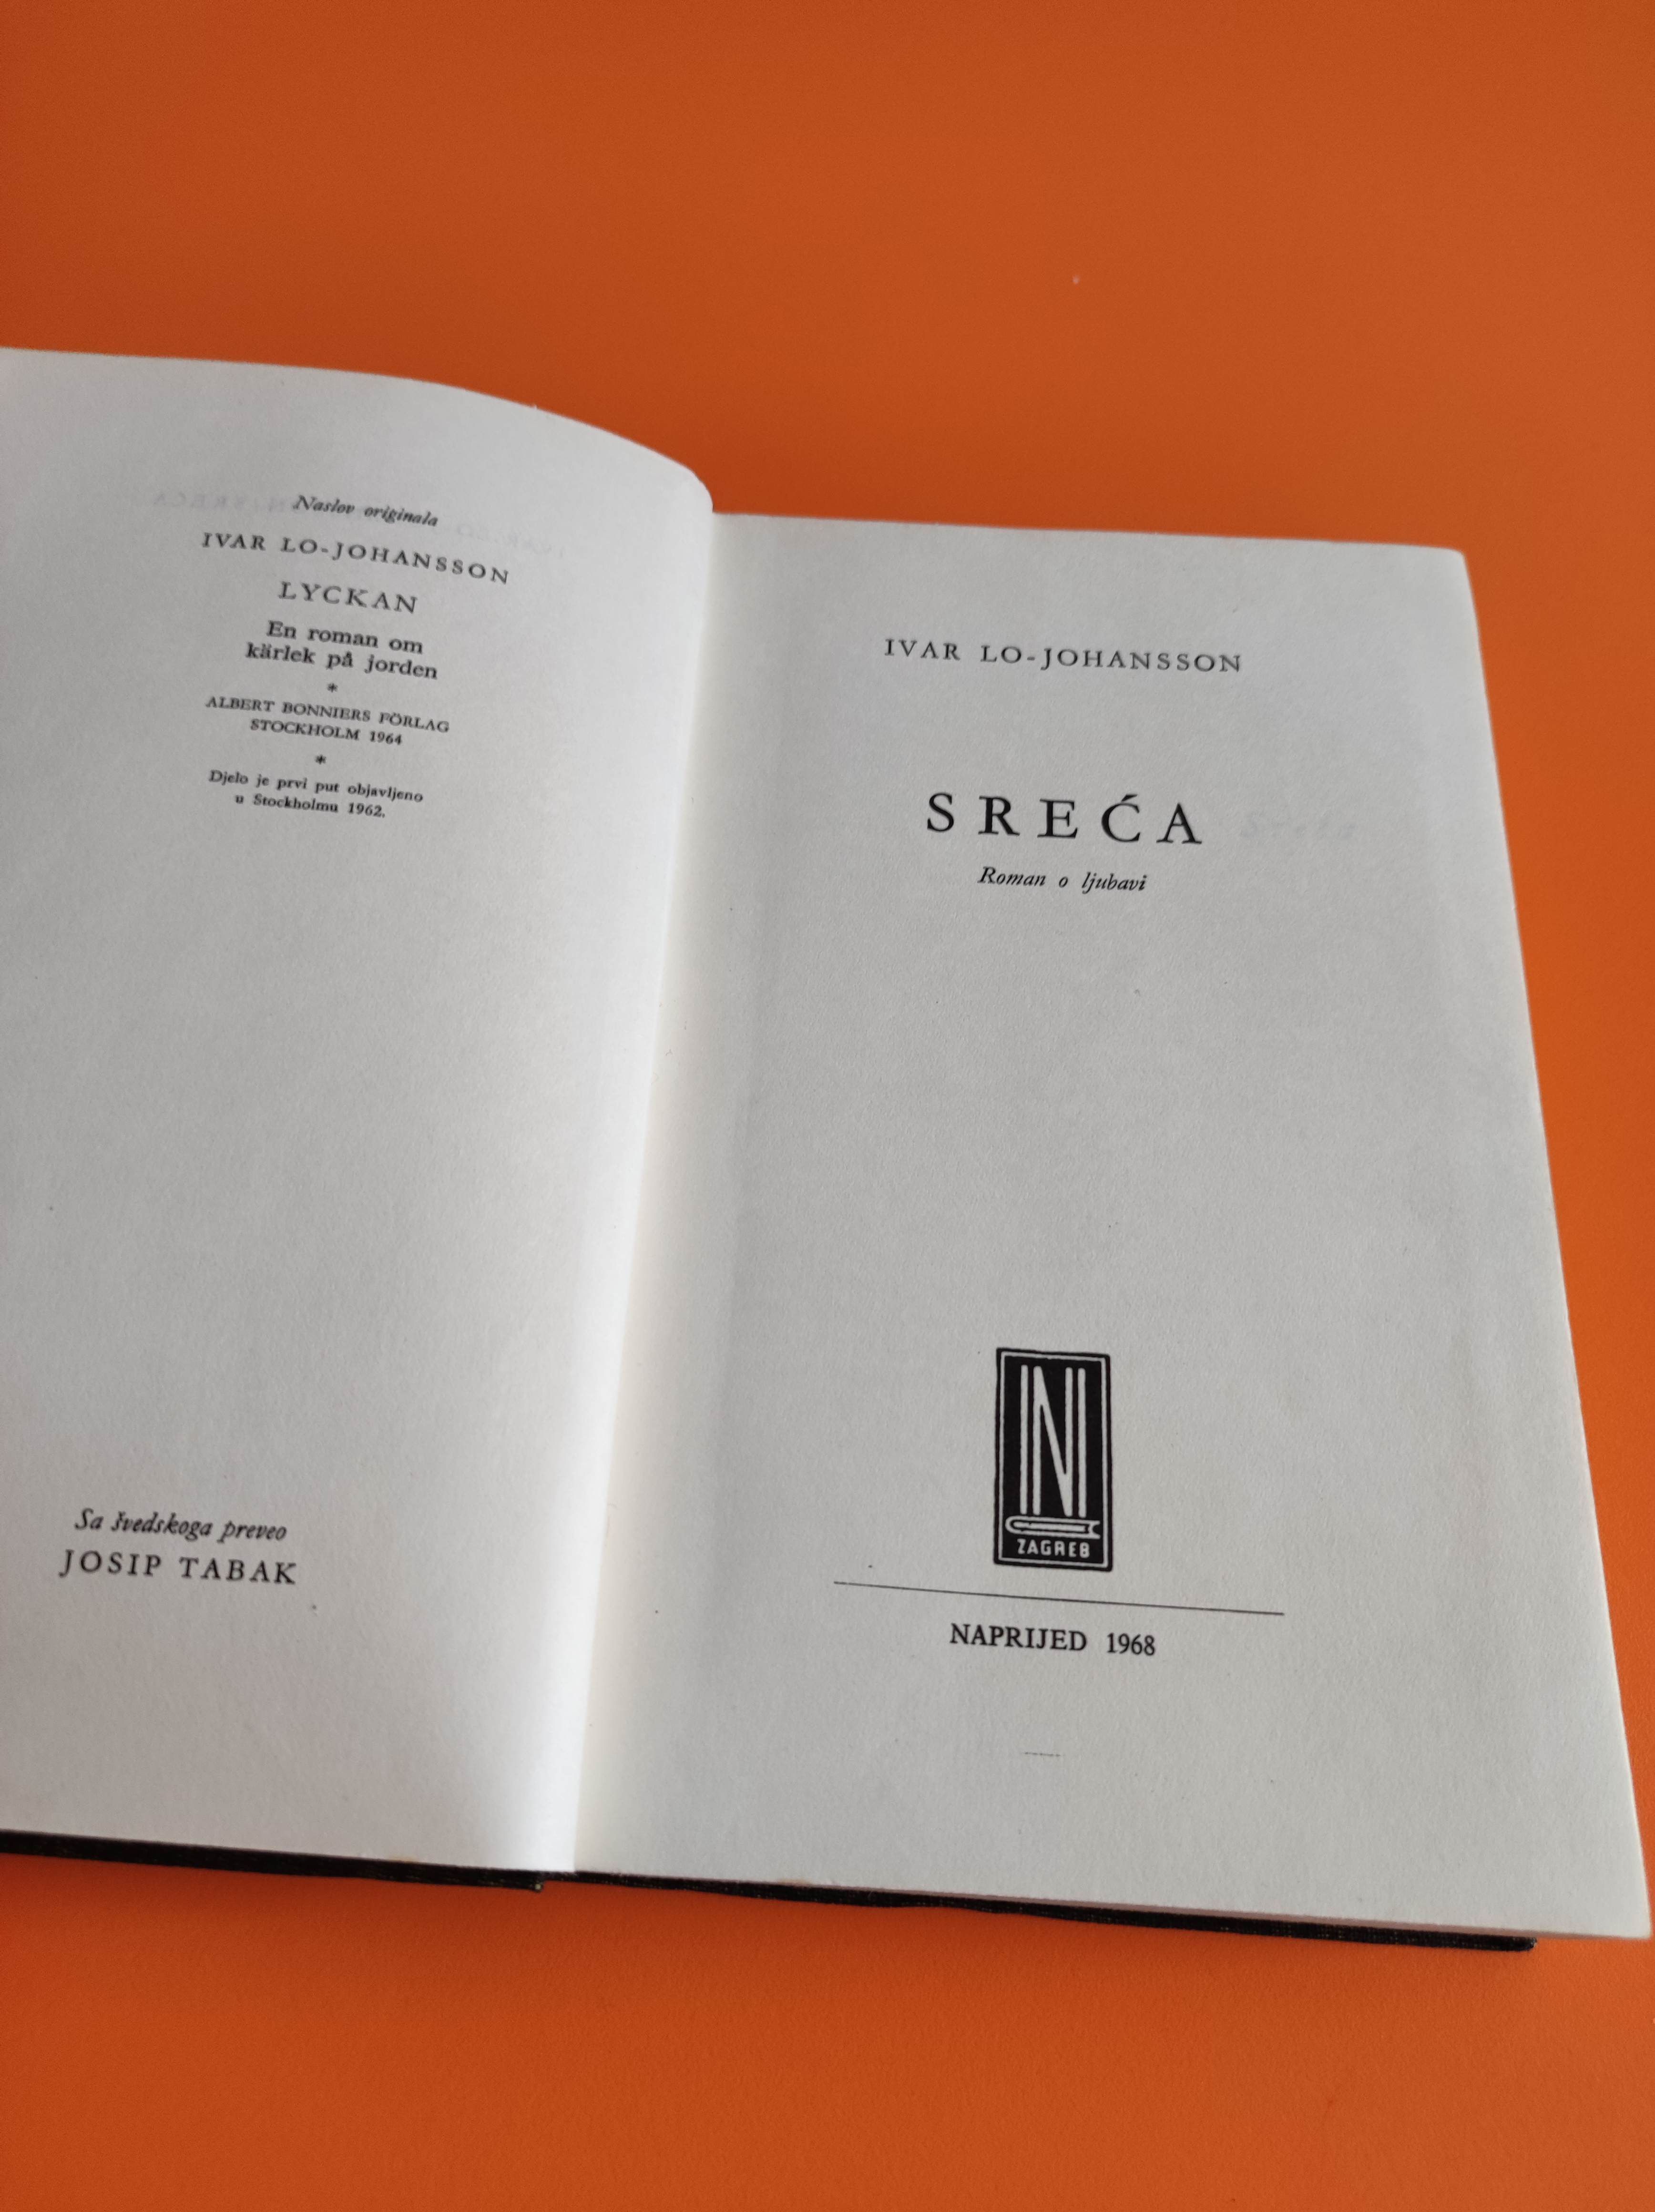 Naslov originala
IVAR LO-JOHANSSON
LYCKAN
En roman om
kärlek på jorden
*
ALBERT BONNIERS FÖRLAG
STOCKHOLM 1964
*
Djelo je prvi put objavljeno
u Stockholmu 1962.
Sa švedskoga preveo
JOSIP TABAK
IVAR LO-JOHANSSON
SREĆA
Roman o ljubavi
N
ZAGREB
NAPRIJED 1968